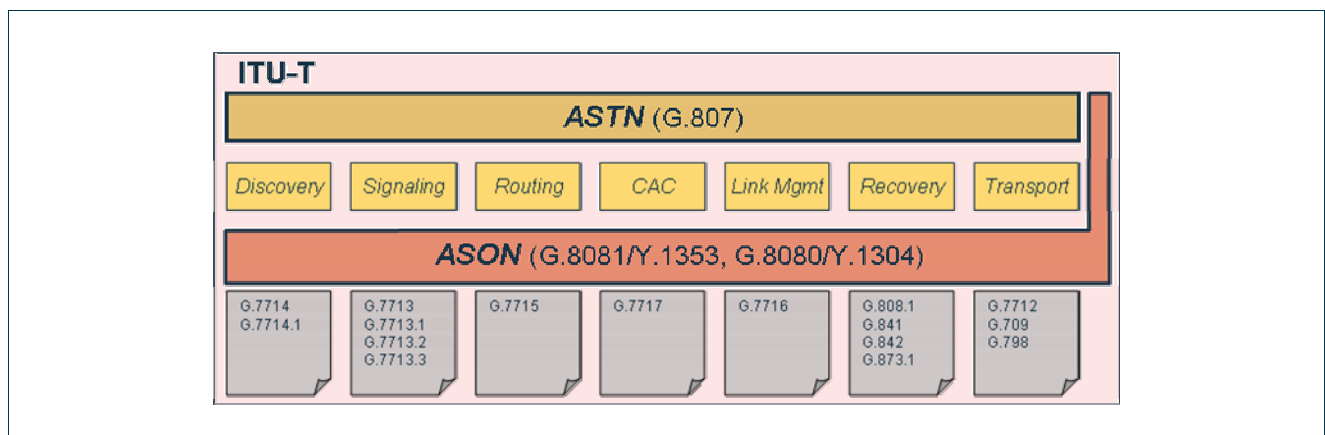 ITU-T
ASTN (G.807)
Discovery
Signaling
Routing
CAC
Link Mgmt
Recovery
Transport
ASON (G.8081/Y.1353, G.8080/Y.1304)
G.7714
G.7714.1
G.7713
G.7713.1
G.7713.2
G.7713.3
G.7715
G.7717
G.7716
G.808.1
G.841
G.842
G.873.1
G.7712
G.709
G.798